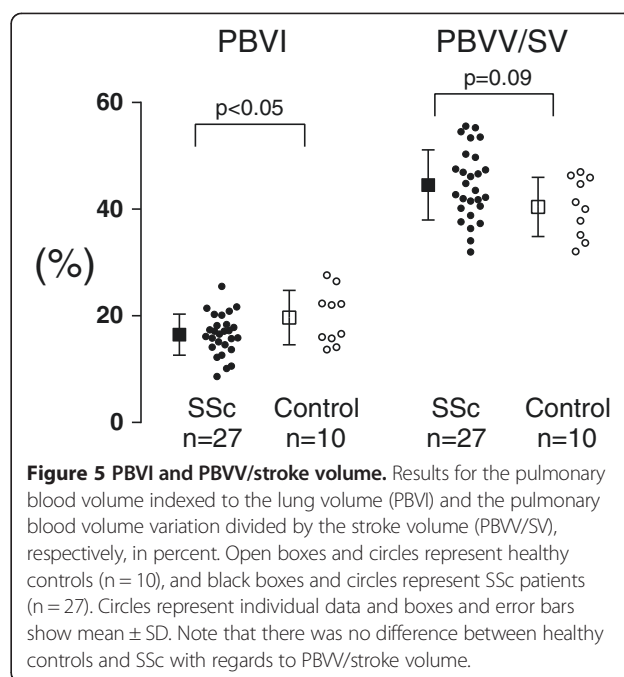 PBVI PBVV/SV
p<0.05 p=0.09
60
40
(%)
20
0
SSc Control SSc Control
n=27 n=10 n=27 n=10
Figure 5 PBVI and PBVV/stroke volume. Results for the pulmonary
blood volume indexed to the lung volume (PBVI) and the pulmonary
blood volume variation divided by the stroke volume (PBVV/SV),
respectively, in percent. Open boxes and circles represent healthy
controls (n = 10), and black boxes and circles represent SSc patients
(n = 27). Circles represent individual data and boxes and error bars
show mean ± SD. Note that there was no difference between healthy
controls and SSc with regards to PBVV/stroke volume.